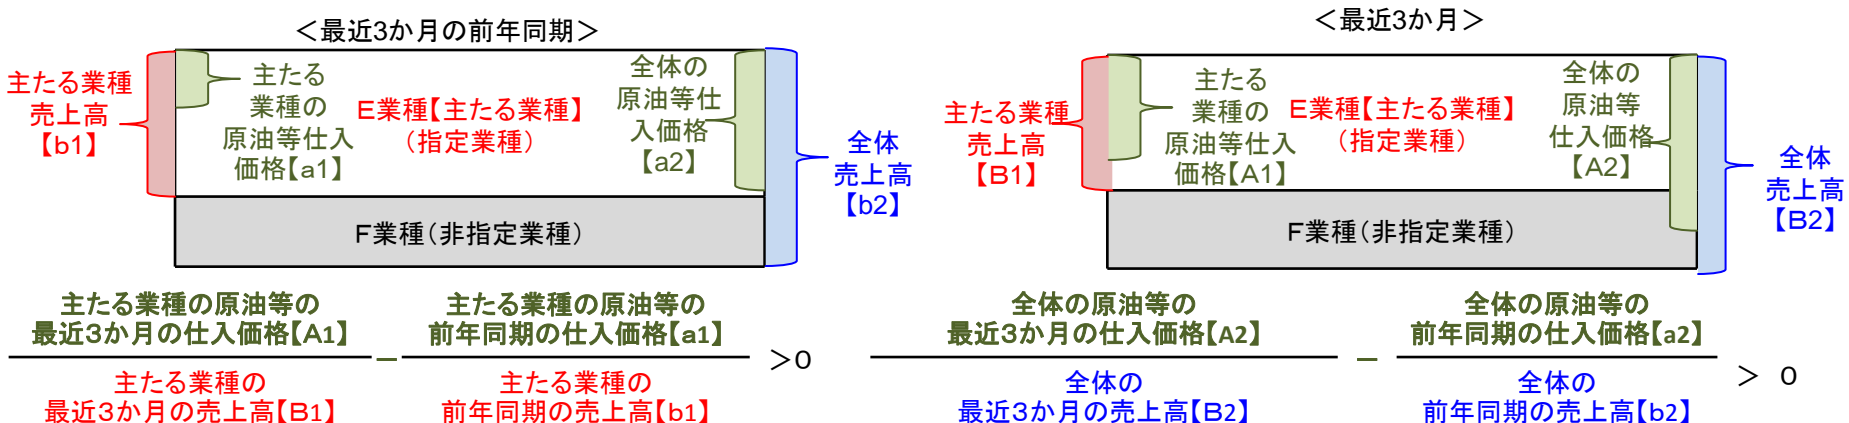 ＜最近3か月の前年同期＞
主たる業種
売上高
【b1】
主たる
業種の
原油等仕入
価格【a1】
E業種【主たる業種】
（指定業種）
全体の
原油等仕
入価格
【a2】
全体
売上高
【b2】
F業種（非指定業種）
＜最近3か月＞
主たる業種
売上高
【B1】
主たる
業種の
原油等仕入
価格【A1】
E業種【主たる業種】
（指定業種）
全体の
原油等
仕入価格
【A2】
全体
売上高
【B2】
F業種（非指定業種）
主たる業種の原油等の
最近3か月の仕入価格【A1】
主たる業種の
最近3か月の売上高【B1】
－
主たる業種の原油等の
前年同期の仕入価格【a1】
主たる業種の
前年同期の売上高【b1】
＞0
全体の原油等の
最近3か月の仕入価格【A2】
全体の
最近3か月の売上高【B2】
－
全体の原油等の
前年同期の仕入価格【a2】
全体の
前年同期の売上高【b2】
＞ 0